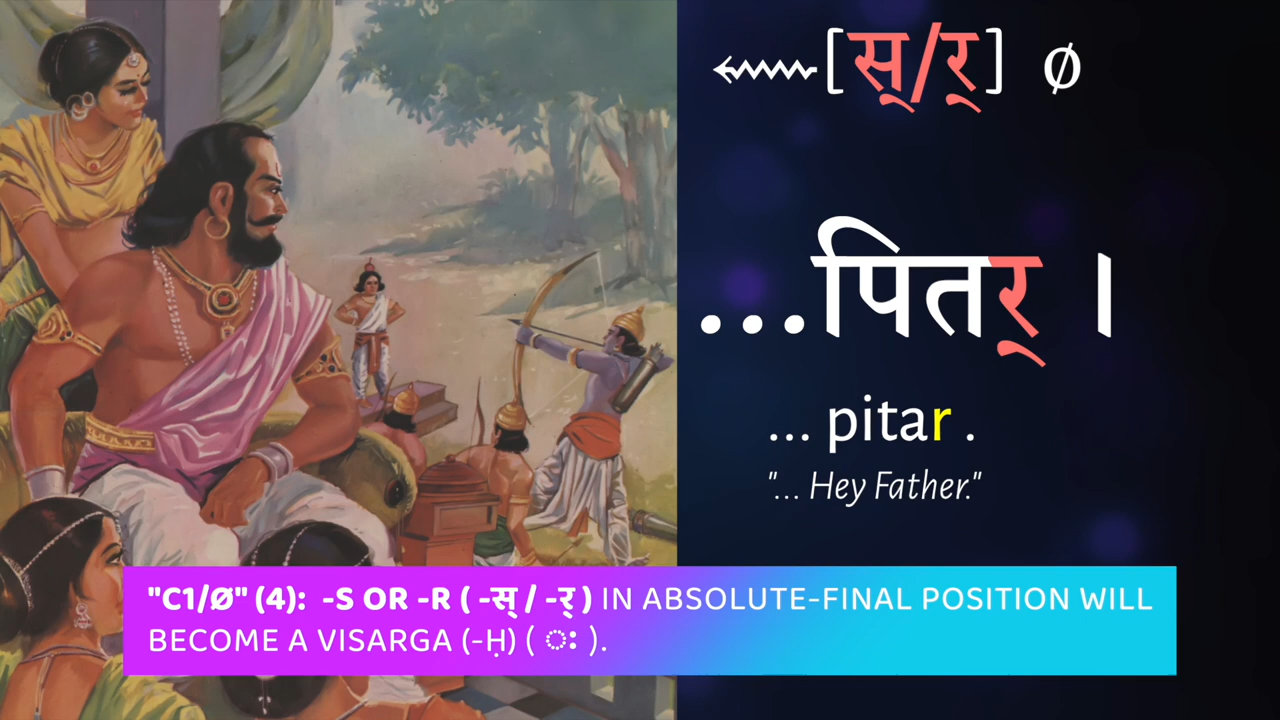 [स्/र्] ø
...पितर् ।
... pitar .
"... Hey Father."
"C1/Ø" (4): -S OR -R ( -स् / -र् ) IN ABSOLUTE-FINAL POSITION WILL
BECOME A VISARGA (-Ḥ) ( ः ).